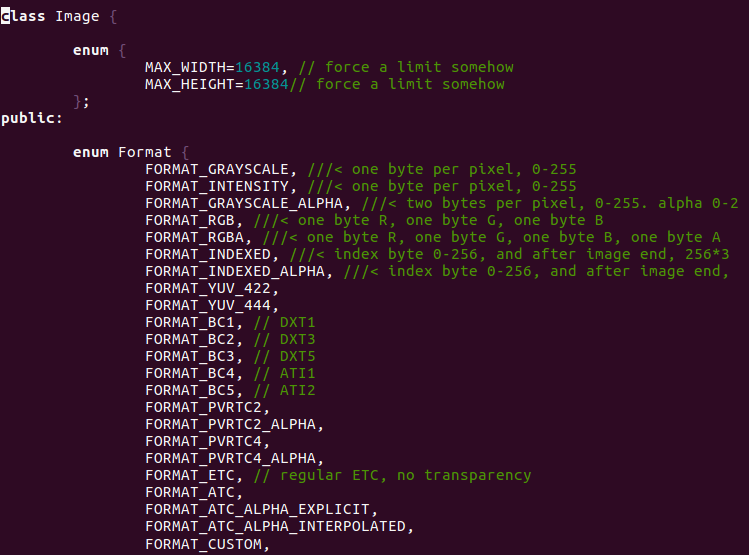 class Image {
enum {
MAX_WIDTH=16384, // force a limit somehow
MAX_HEIGHT=16384// force a limit somehow
};
public:
enum Format {
FORMAT_GRAYSCALE, ///< one byte per pixel, 0-255
FORMAT_INTENSITY, ///< one byte per pixel, 0-255
FORMAT_GRAYSCALE_ALPHA, ///< two bytes per pixel, 0-255. alpha 0-2
FORMAT_RGB, ///< one byte R, one byte G, one byte B
FORMAT_RGBA, ///< one byte R, one byte G, one byte B, one byte A
FORMAT_INDEXED, ///< index byte 0-256, and after image end, 256*3
FORMAT_INDEXED_ALPHA, ///< index byte 0-256, and after image end,
FORMAT_YUV_422,
FORMAT_YUV_444,
FORMAT_BC1, // DXT1
FORMAT_BC2, // DXT3
FORMAT_BC3, // DXT5
FORMAT_BC4, // ATI1
FORMAT_BC5, // ATI2
FORMAT_PVRTC2,
FORMAT_PVRTC2_ALPHA,
FORMAT_PVRTC4,
FORMAT_PVRTC4_ALPHA,
FORMAT_ETC, // regular ETC, no transparency
FORMAT_ATC,
FORMAT_ATC_ALPHA_EXPLICIT,
FORMAT_ATC_ALPHA_INTERPOLATED,
FORMAT_CUSTOM,